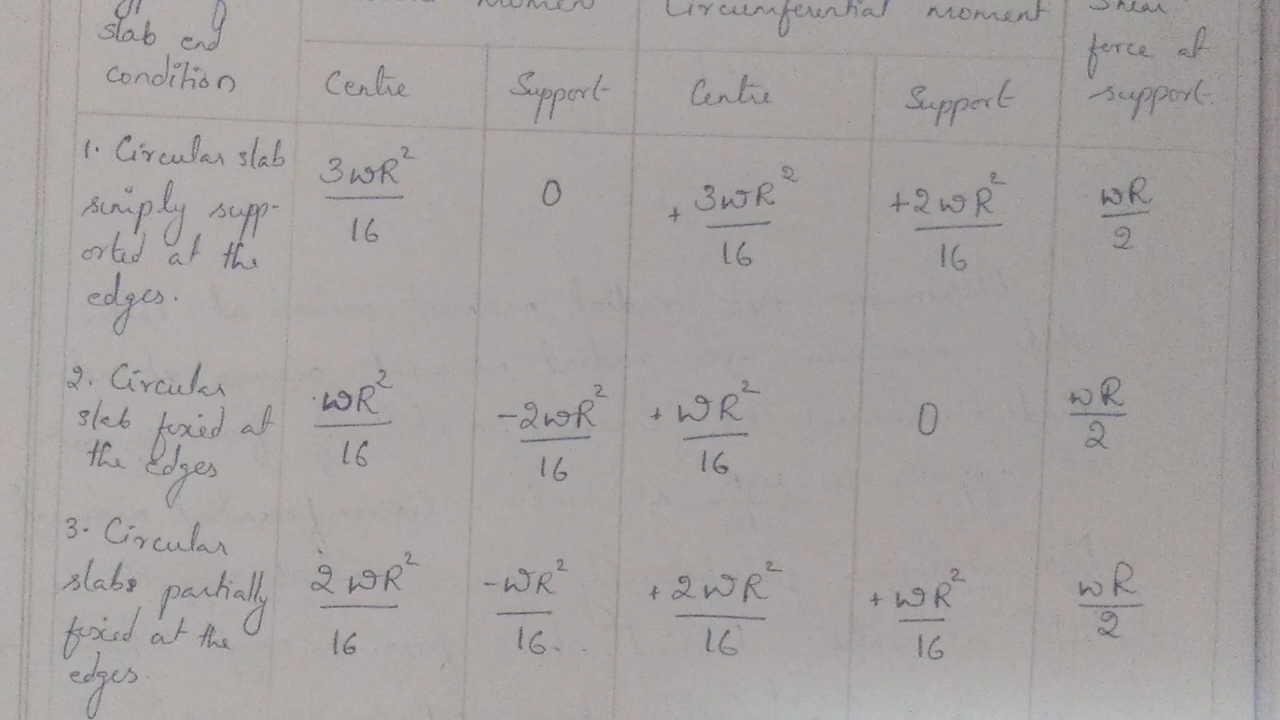 Circumferential moment
slab end
condition
Centre Support Centre Support
force at
support.
1. Circular slab
simply supp-
orted at the
edges.
3wR²/16 0 + 3wR²/16 +2wR²/16 wR/2
2. Circular
slab fixed at
the edges
wR²/16 -2wR²/16 + wR²/16 0 wR/2
3. Circular
slabs partially
fixed at the
edges.
2wR²/16 -wR²/16. + 2wR²/16 + wR²/16 wR/2